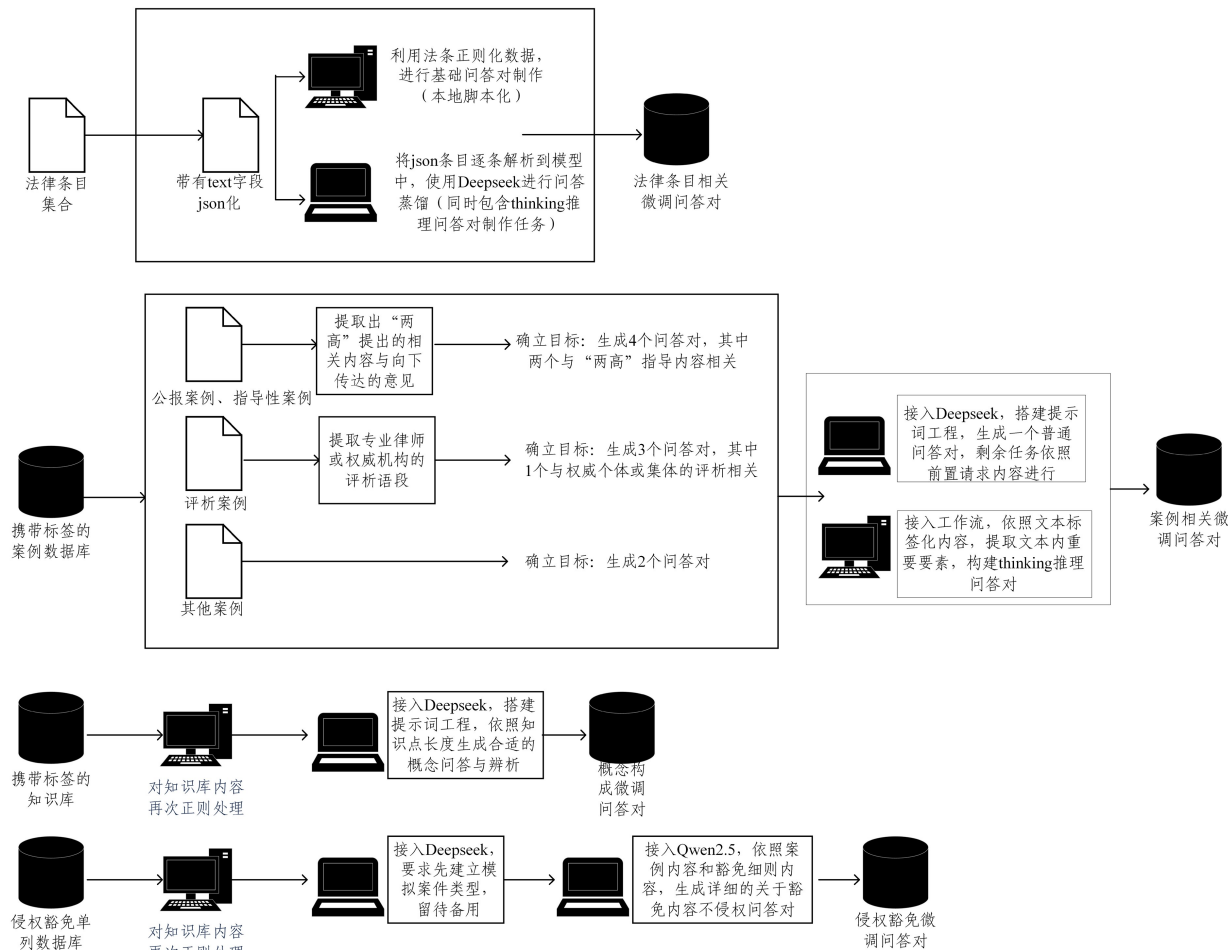 利用法条正则化数据，
进行基础问答对制作
（本地脚本化）
法律条目
集合
带有text字段
json化
将json条目逐条解析到模型
中，使用Deepseek进行问答
蒸馏（同时包含thinking推
理问答对制作任务）
法律条目相关
微调问答对
提取出“两
高”提出的相
关内容与向下
传达的意见
公报案例、指导性案例
确立目标：生成4个问答对，其中
两个与“两高”指导内容相关
提取专业律师
或权威机构的
评析语段
评析案例
确立目标：生成3个问答对，其中
1个与权威个体或集体的评析相关
携带标签的
案例数据库
其他案例
确立目标：生成2个问答对
接入Deepseek，搭建提示
词工程，生成一个普通
问答对，剩余任务依照
前置请求内容进行
接入工作流，依照文本标
签化内容，提取文本内重
要要素，构建thinking推理
问答对
案例相关微
调问答对
携带标签的
知识库
对知识库内容
再次正则处理
接入Deepseek，搭建
提示词工程，依照知
识点长度生成合适的
概念问答与辨析
概念构
成微调
问答对
侵权豁免单
列数据库
对知识库内容
再次正则处理
接入Deepseek，
要求先建立模
拟案件类型，
留待备用
接入Qwen2.5，依照案
例内容和豁免细则内
容，生成详细的关于豁
免内容不侵权问答对
侵权豁免微
调问答对